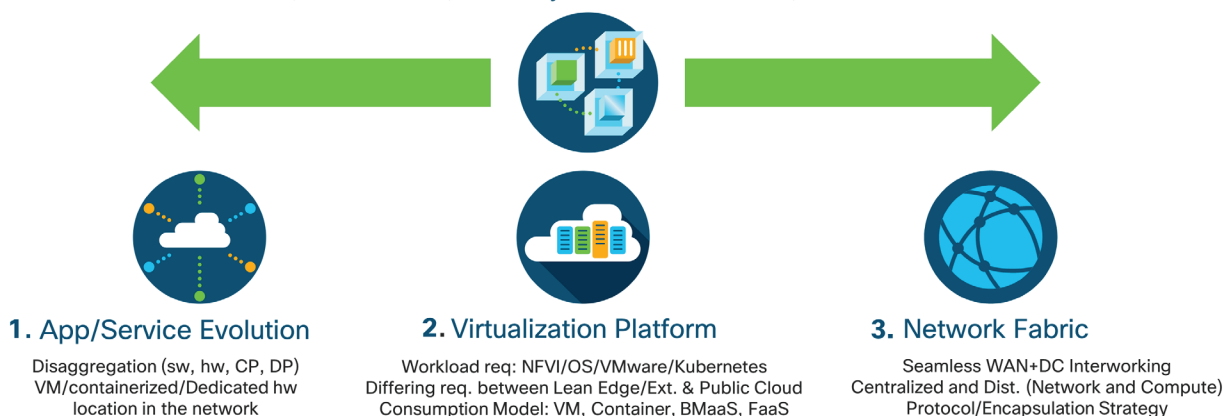 1. App/Service Evolution
Disaggregation (sw, hw, CP, DP)
VM/containerized/Dedicated hw
location in the network
2. Virtualization Platform
Workload req: NFVI/OS/VMware/Kubernetes
Differing req. between Lean Edge/Ext. & Public Cloud
Consumption Model: VM, Container, BMaaS, FaaS
3. Network Fabric
Seamless WAN+DC Interworking
Centralized and Dist. (Network and Compute)
Protocol/Encapsulation Strategy